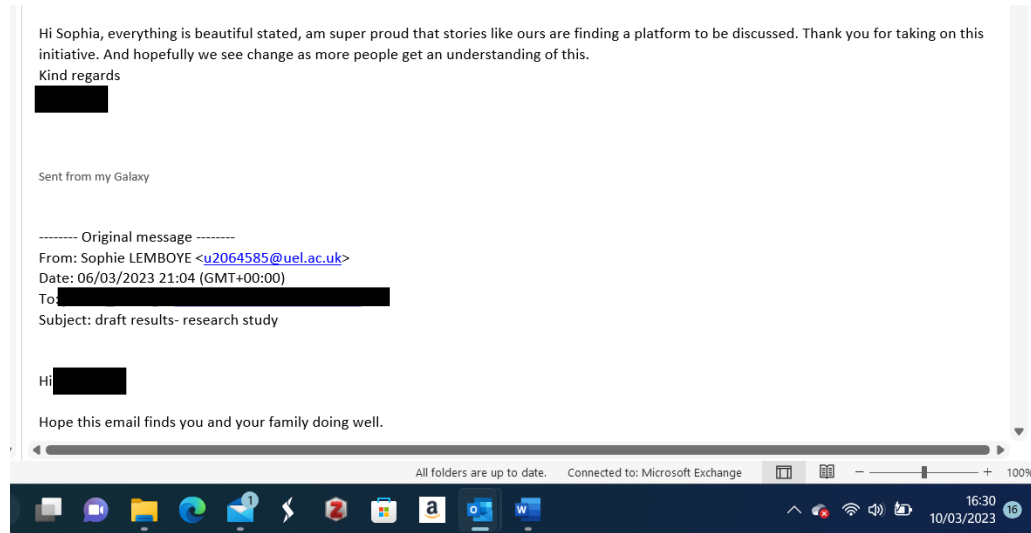 Hi Sophia, everything is beautiful stated, am super proud that stories like ours are finding a platform to be discussed. Thank you for taking on this
initiative. And hopefully we see change as more people get an understanding of this.
Kind regards
Sent from my Galaxy
-------- Original message --------
From: Sophie LEMBOYE <u2064585@uel.ac.uk>
Date: 06/03/2023 21:04 (GMT+00:00)
To:
Subject: draft results- research study
Hi
Hope this email finds you and your family doing well.
All folders are up to date. Connected to: Microsoft Exchange - + 100%
1 Z a W 16:30
10/03/2023 16